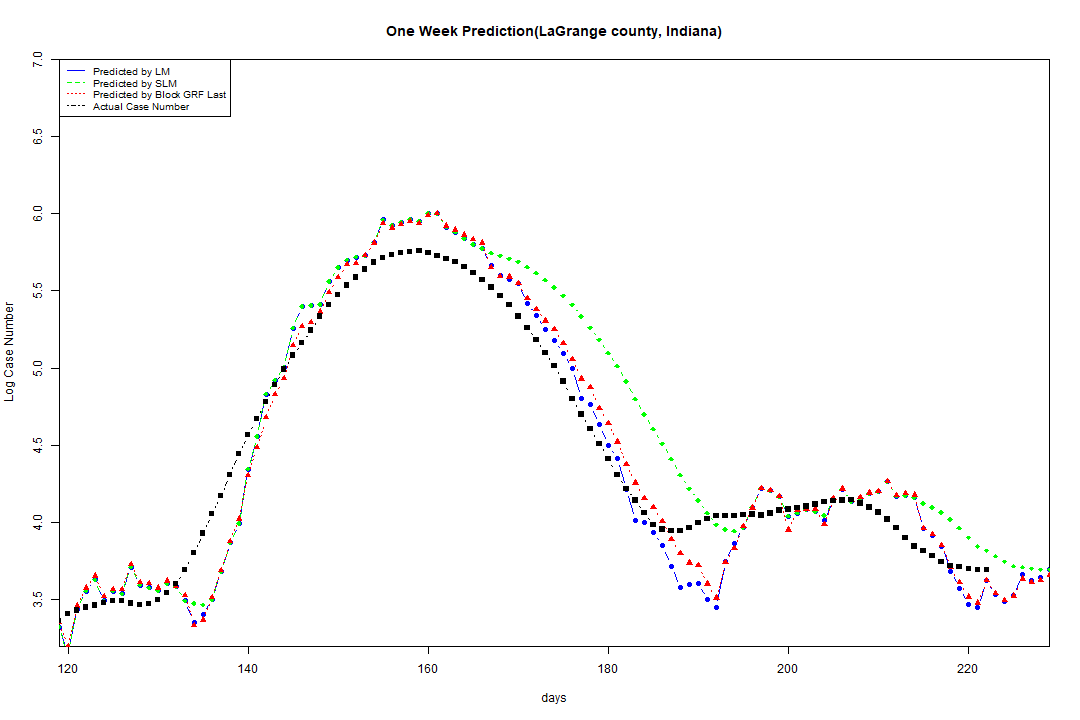 One Week Prediction(LaGrange county, Indiana)
Predicted by LM
Predicted by SLM
Predicted by Block GRF Last
Actual Case Number
Log Case Number
7.0
6.5
6.0
5.5
5.0
4.5
4.0
3.5
120 140 160 180 200 220
days